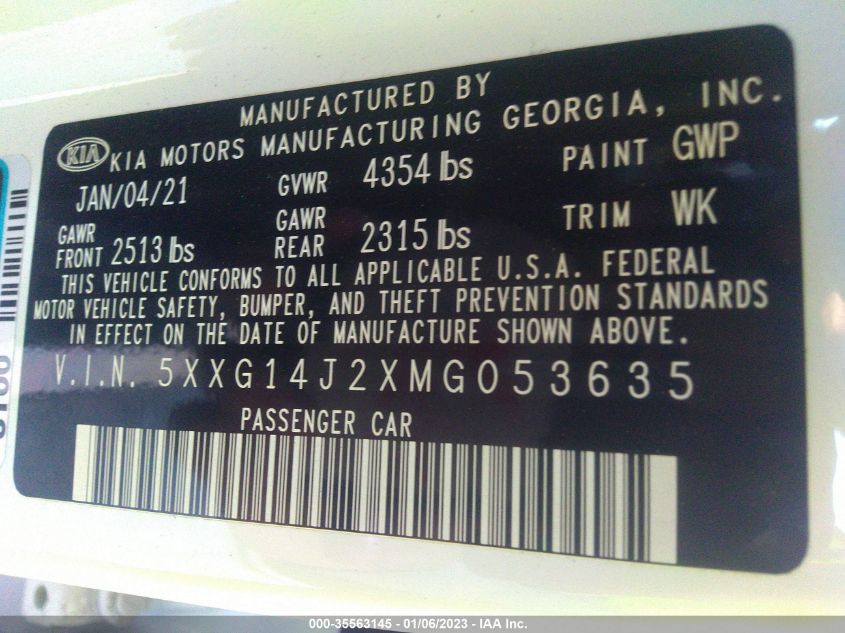 MANUFACTURED BY
KIA KIA MOTORS MANUFACTURING GEORGIA, INC.
JAN/04/21 GVWR 4354 lbs PAINT GWP
GAWR FRONT 2513 lbs GAWR REAR 2315 lbs TRIM WK
THIS VEHICLE CONFORMS TO ALL APPLICABLE U.S.A. FEDERAL
MOTOR VEHICLE SAFETY, BUMPER, AND THEFT PREVENTION STANDARDS
IN EFFECT ON THE DATE OF MANUFACTURE SHOWN ABOVE.
V.I.N. 5XXG14J2XMG053635
PASSENGER CAR
000-35563145 - 01/06/2023 - IAA Inc.